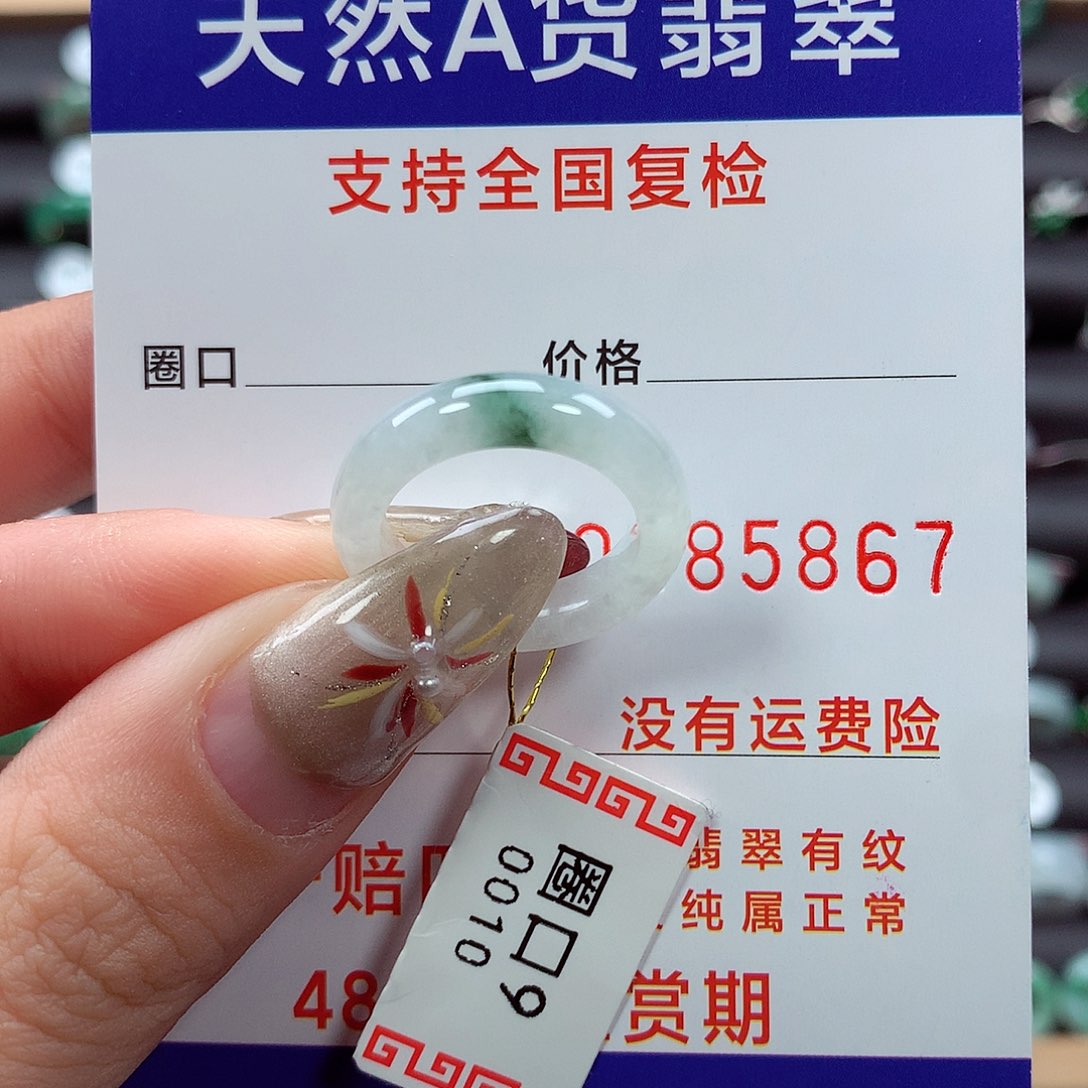 天然A货翡翠
支持全国复检
圈口 价格
85867
没有运费险
赔
翡翠有纹
纯属正常
48 赏期
圈口9
0010